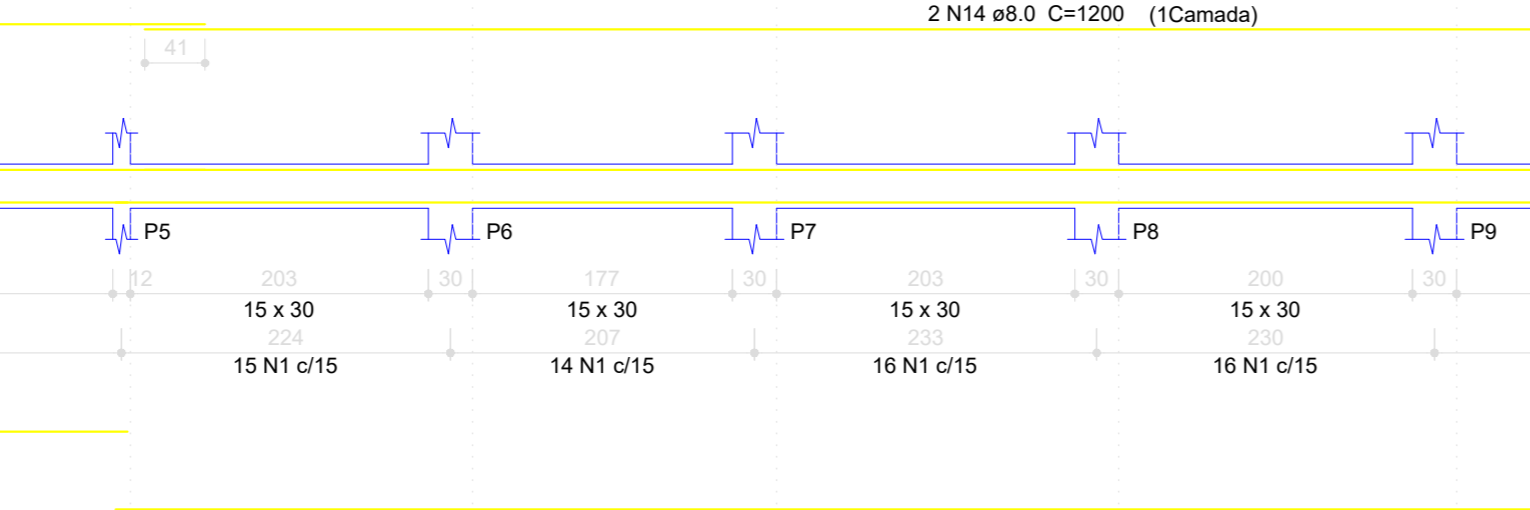 2 N14 ø8.0 C=1200 (1Camada)
41
P5 P6 P7 P8 P9
12 203 30 177 30 203 30 200 30
15 x 30 15 x 30 15 x 30 15 x 30
224 207 233 230
15 N1 c/15 14 N1 c/15 16 N1 c/15 16 N1 c/15